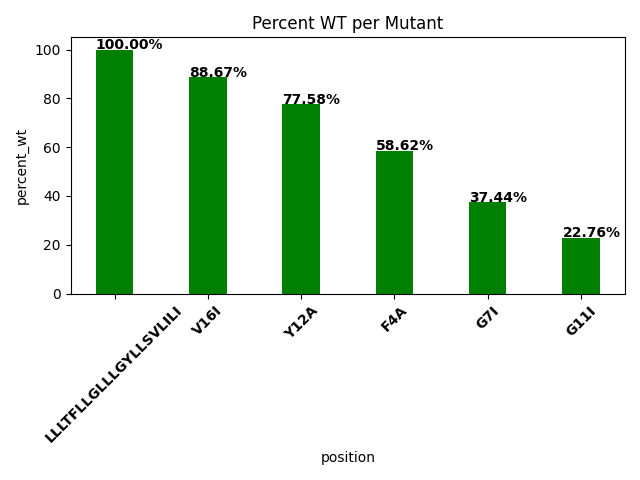 Percent WT per Mutant
percent_wt
100
80
60
40
20
0
100.00%
88.67%
77.58%
58.62%
37.44%
22.76%
LLLTFLLGLLLGYLLSVLILI
V16I
Y12A
F4A
G7I
G11I
position